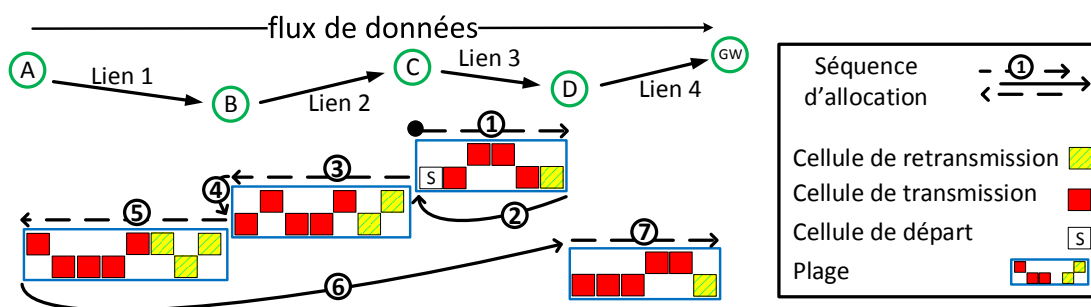 flux de données
A
Lien 1
B
Lien 2
C
Lien 3
D
Lien 4
GW
1
S
2
3
4
5
6
7
Séquence
d'allocation
1
Cellule de retransmission
Cellule de transmission
Cellule de départ
S
Plage